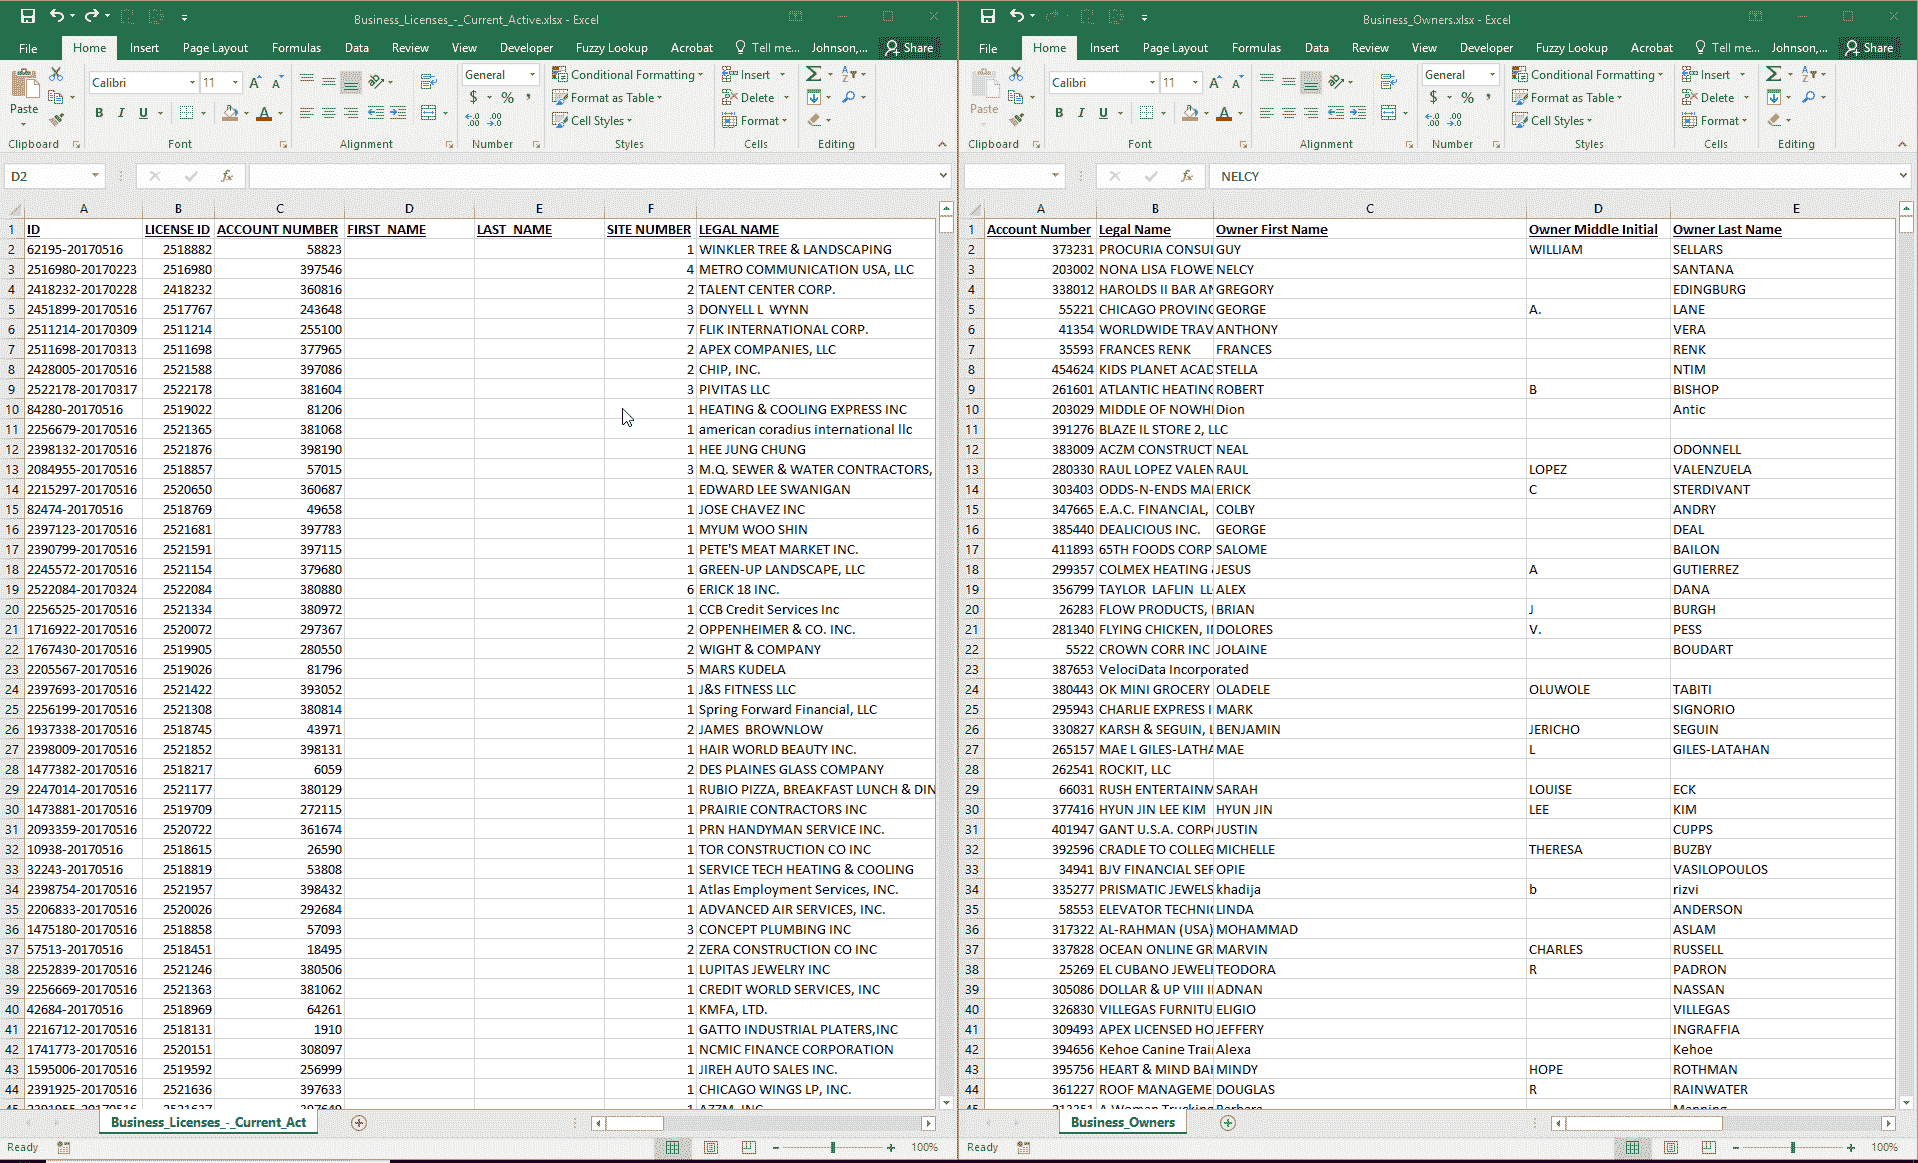 Business_Licenses_-_Current_Active.xlsx - Excel
File Home Insert Page Layout Formulas Data Review View Developer Fuzzy Lookup Acrobat Tell me... Johnson,... Share
Paste
Calibri 11
B I U
General
$ % ,
Conditional Formatting
Format as Table
Cell Styles
Insert
Delete
Format
Clipboard Font Alignment Number Styles Cells Editing
D2 fx
A B C D E F
1 ID LICENSE ID ACCOUNT NUMBER FIRST_NAME LAST_NAME SITE NUMBER LEGAL NAME
2 62195-20170516 2518882 58823 1 WINKLER TREE & LANDSCAPING
3 2516980-20170223 2516980 397546 4 METRO COMMUNICATION USA, LLC
4 2418232-20170228 2418232 360816 2 TALENT CENTER CORP.
5 2451899-20170516 2517767 243648 3 DONYELL L  WYNN
6 2511214-20170309 2511214 255100 7 FLIK INTERNATIONAL CORP.
7 2511698-20170313 2511698 377965 2 APEX COMPANIES, LLC
8 2428005-20170516 2521588 397086 2 CHIP, INC.
9 2522178-20170317 2522178 381604 3 PIVITAS LLC
10 84280-20170516 2519022 81206 1 HEATING & COOLING EXPRESS INC
11 2256679-20170516 2521365 381068 1 american coradius international llc
12 2398132-20170516 2521876 398190 1 HEE JUNG CHUNG
13 2084955-20170516 2518857 57015 3 M.Q. SEWER & WATER CONTRACTORS,
14 2215297-20170516 2520650 360687 1 EDWARD LEE SWANIGAN
15 82474-20170516 2518769 49658 1 JOSE CHAVEZ INC
16 2397123-20170516 2521681 397783 1 MYUM WOO SHIN
17 2390799-20170516 2521591 397115 1 PETE'S MEAT MARKET INC.
18 2245572-20170516 2521154 379680 1 GREEN-UP LANDSCAPE, LLC
19 2522084-20170324 2522084 380880 6 ERICK 18 INC.
20 2256525-20170516 2521334 380972 1 CCB Credit Services Inc
21 1716922-20170516 2520072 297367 2 OPPENHEIMER & CO. INC.
22 1767430-20170516 2519905 280550 2 WIGHT & COMPANY
23 2205567-20170516 2519026 81796 5 MARS KUDELA
24 2397693-20170516 2521422 393052 1 J&S FITNESS LLC
25 2256199-20170516 2521308 380814 1 Spring Forward Financial, LLC
26 1937338-20170516 2518745 43971 2 JAMES  BROWNLOW
27 2398009-20170516 2521852 398131 1 HAIR WORLD BEAUTY INC.
28 1477382-20170516 2518217 6059 2 DES PLAINES GLASS COMPANY
29 2247014-20170516 2521177 380129 1 RUBIO PIZZA, BREAKFAST LUNCH & DIN
30 1473881-20170516 2519709 272115 1 PRAIRIE CONTRACTORS INC
31 2093359-20170516 2520722 361674 1 PRN HANDYMAN SERVICE INC.
32 10938-20170516 2518615 26590 1 TOR CONSTRUCTION CO INC
33 32243-20170516 2518819 53808 1 SERVICE TECH HEATING & COOLING
34 2398754-20170516 2521957 398432 1 Atlas Employment Services, INC.
35 2206833-20170516 2520026 292684 1 ADVANCED AIR SERVICES, INC.
36 1475180-20170516 2518858 57093 3 CONCEPT PLUMBING INC
37 57513-20170516 2518451 18495 2 ZERA CONSTRUCTION CO INC
38 2252839-20170516 2521246 380506 1 LUPITAS JEWELRY INC
39 2256669-20170516 2521363 381062 1 CREDIT WORLD SERVICES, INC
40 42684-20170516 2518969 64261 1 KMFA, LTD.
41 2216712-20170516 2518131 1910 1 GATTO INDUSTRIAL PLATERS,INC
42 1741773-20170516 2520151 308097 1 NCMIC FINANCE CORPORATION
43 1595006-20170516 2519592 256999 1 JIREH AUTO SALES INC.
44 2391925-20170516 2521636 397633 1 CHICAGO WINGS LP, INC.
Business_Licenses_-_Current_Act
Ready 100%
Business_Owners.xlsx - Excel
File Home Insert Page Layout Formulas Data Review View Developer Fuzzy Lookup Acrobat Tell me... Johnson,... Share
Paste
Calibri 11
B I U
General
$ % ,
Conditional Formatting
Format as Table
Cell Styles
Insert
Delete
Format
Clipboard Font Alignment Number Styles Cells Editing
fx NELCY
A B C D E
1 Account Number Legal Name Owner First Name Owner Middle Initial Owner Last Name
2 373231 PROCURIA CONSUL GUY WILLIAM SELLARS
3 203002 NONA LISA FLOWE NELCY SANTANA
4 338012 HAROLDS II BAR AN GREGORY EDINGBURG
5 55221 CHICAGO PROVINC GEORGE A. LANE
6 41354 WORLDWIDE TRAV ANTHONY VERA
7 35593 FRANCES RENK FRANCES RENK
8 454624 KIDS PLANET ACAD STELLA NTIM
9 261601 ATLANTIC HEATING ROBERT B BISHOP
10 203029 MIDDLE OF NOWH Dion Antic
11 391276 BLAZE IL STORE 2, LLC
12 383009 ACZM CONSTRUCT NEAL ODONNELL
13 280330 RAUL LOPEZ VALEN RAUL LOPEZ VALENZUELA
14 303403 ODDS-N-ENDS MA ERICK C STERDIVANT
15 347665 E.A.C. FINANCIAL, COLBY ANDRY
16 385440 DEALICIOUS INC. GEORGE DEAL
17 411893 65TH FOODS CORP SALOME BAILON
18 299357 COLMEX HEATING JESUS A GUTIERREZ
19 356799 TAYLOR  LAFLIN  LL ALEX DANA
20 26283 FLOW PRODUCTS, BRIAN J BURGH
21 281340 FLYING CHICKEN, I DOLORES V. PESS
22 5522 CROWN CORR INC JOLAINE BOUDART
23 387653 VelociData Incorporated
24 380443 OK MINI GROCERY OLADELE OLUWOLE TABITI
25 295943 CHARLIE EXPRESS I MARK SIGNORIO
26 330827 KARSH & SEGUIN, L BENJAMIN JERICHO SEGUIN
27 265157 MAE L GILES-LATHA MAE L GILES-LATAHAN
28 262541 ROCKIT, LLC
29 66031 RUSH ENTERTAINM SARAH LOUISE ECK
30 377416 HYUN JIN LEE KIM HYUN JIN LEE KIM
31 401947 GANT U.S.A. CORP JUSTIN CUPPS
32 392596 CRADLE TO COLLEG MICHELLE THERESA BUZBY
33 34941 BJV FINANCIAL SER OPIE VASILOPOULOS
34 335277 PRISMATIC JEWELS khadija b rizvi
35 58553 ELEVATOR TECHNI LINDA ANDERSON
36 317322 AL-RAHMAN (USA) MOHAMMAD ASLAM
37 337828 OCEAN ONLINE GR MARVIN CHARLES RUSSELL
38 25269 EL CUBANO JEWEL TEODORA R PADRON
39 305086 DOLLAR & UP VIII I ADNAN NASSAN
40 326830 VILLEGAS FURNITU ELIGIO VILLEGAS
41 309493 APEX LICENSED HO JEFFERY INGRAFFIA
42 394656 Kehoe Canine Trai Alexa Kehoe
43 395756 HEART & MIND BA MINDY HOPE ROTHMAN
44 361227 ROOF MANAGEME DOUGLAS R RAINWATER
Business_Owners
Ready 100%